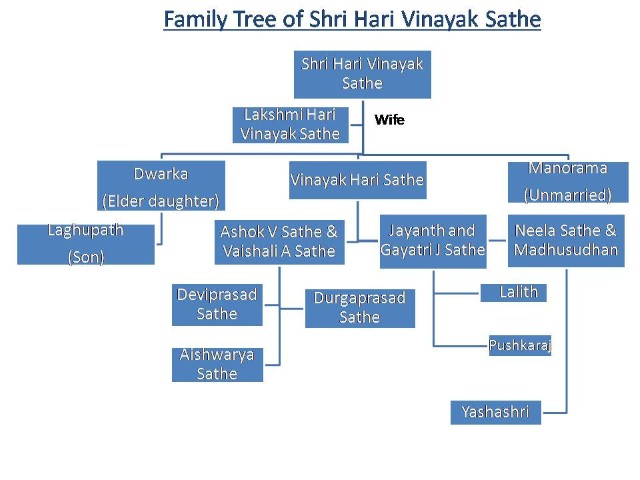 Family Tree of Shri Hari Vinayak Sathe
Shri Hari Vinayak
Sathe
Lakshmi Hari
Vinayak Sathe
Wife
Dwarka
(Elder daughter)
Vinayak Hari Sathe
Manorama
(Unmarried)
Laghupath
(Son)
Ashok V Sathe &
Vaishali A Sathe
Jayanth and
Gayatri J Sathe
Neela Sathe &
Madhusudhan
Deviprasad
Sathe
Durgaprasad
Sathe
Lalith
Aishwarya
Sathe
Pushkaraj
Yashashri